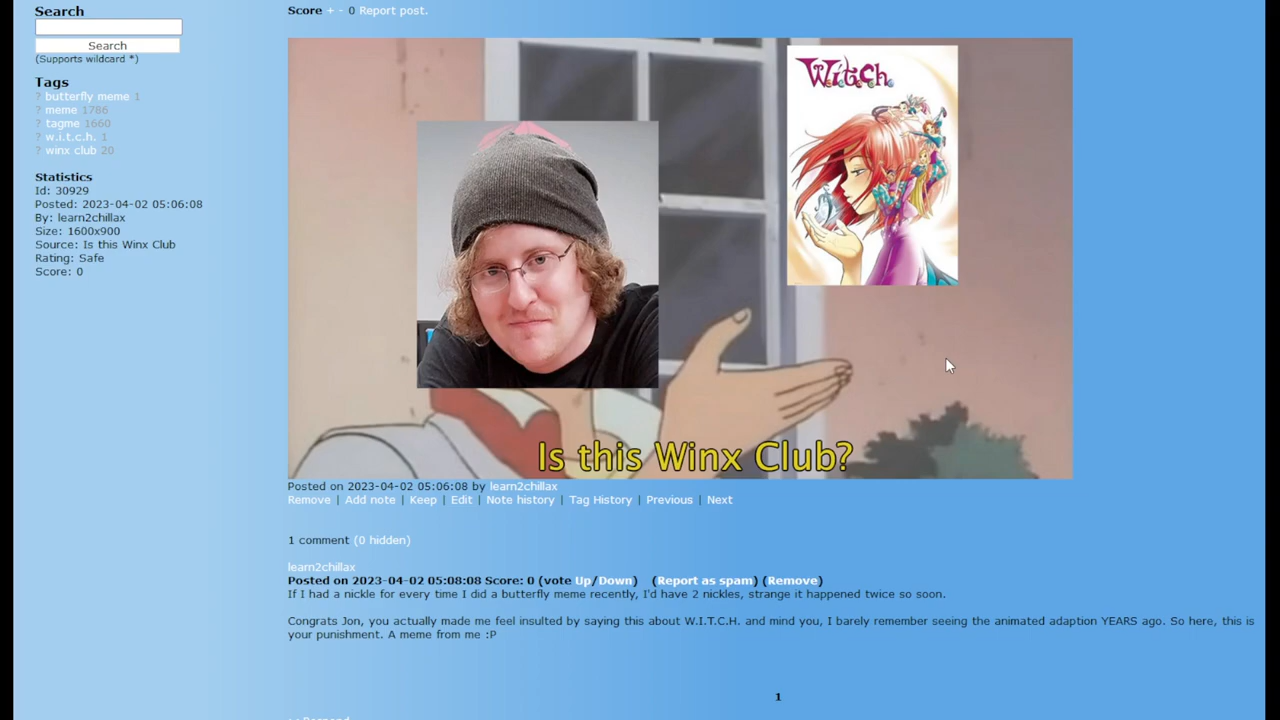 Search
Search
(Supports wildcard *)
Tags
? butterfly meme 1
? meme 1786
? tagme 1660
? w.i.t.c.h. 1
? winx club 20
Statistics
Id: 30929
Posted: 2023-04-02 05:06:08
By: learn2chillax
Size: 1600x900
Source: Is this Winx Club
Rating: Safe
Score: 0
Score + - 0 Report post.
W.i.t.c.h.
Is this Winx Club?
Posted on 2023-04-02 05:06:08 by learn2chillax
Remove | Add note | Keep | Edit | Note history | Tag History | Previous | Next
1 comment (0 hidden)
learn2chillax
Posted on 2023-04-02 05:08:08 Score: 0 (vote Up/Down) (Report as spam) (Remove)
If I had a nickle for every time I did a butterfly meme recently, I'd have 2 nickles, strange it happened twice so soon.
Congrats Jon, you actually made me feel insulted by saying this about W.I.T.C.H. and mind you, I barely remember seeing the animated adaption YEARS ago. So here, this is
your punishment. A meme from me :P
1